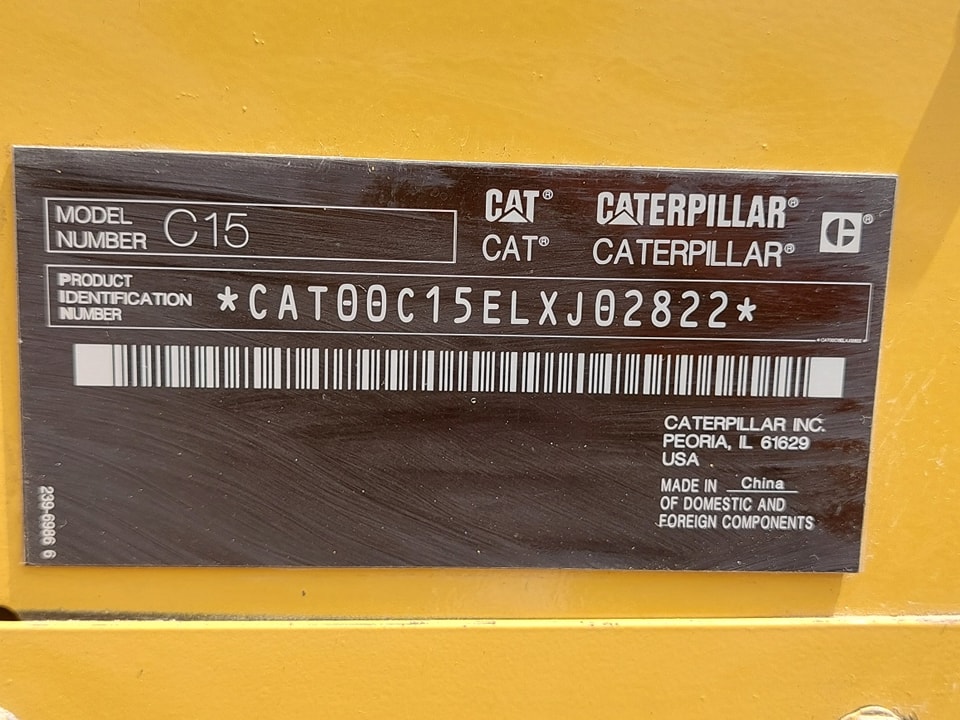 MODEL NUMBER C15
CAT® CATERPILLAR® ®
CAT® CATERPILLAR®
PRODUCT IDENTIFICATION NUMBER *CAT00C15ELXJ02822*
CATERPILLAR INC.
PEORIA, IL 61629
USA
MADE IN China
OF DOMESTIC AND
FOREIGN COMPONENTS
239-6986 6